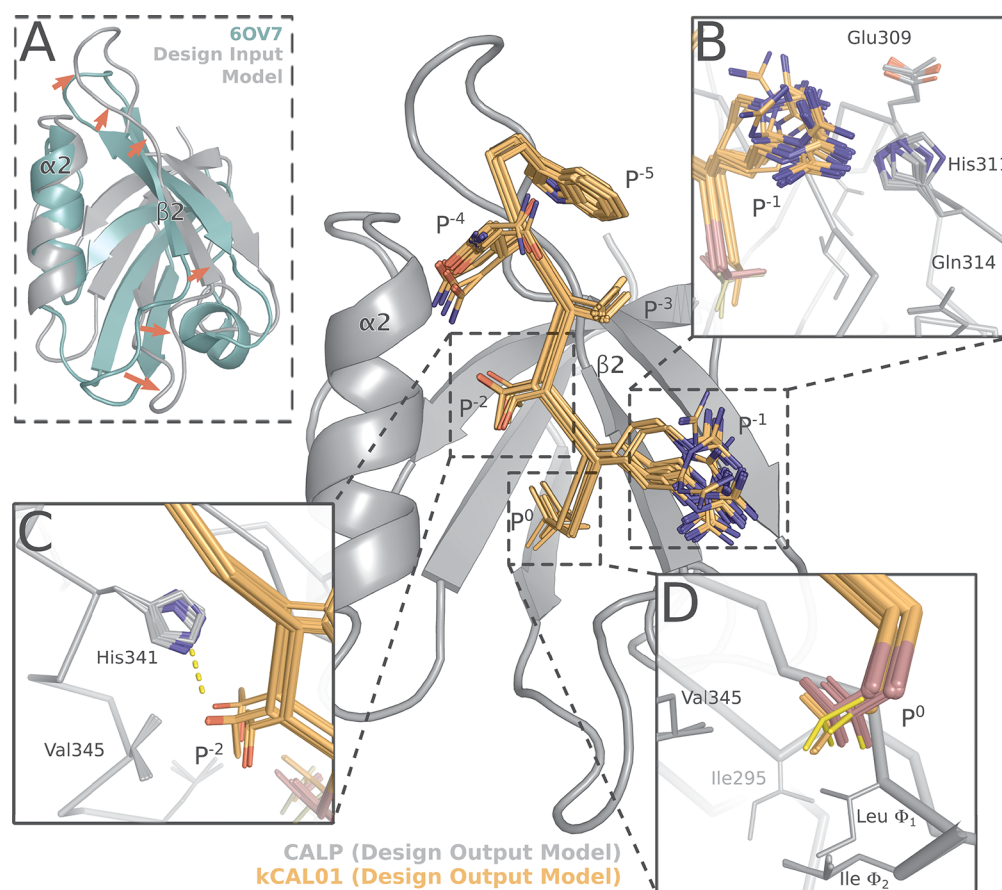 A
6OV7
Design Input
Model
α2
β2
B
Glu309
His311
P-1
Gln314
P-5
P-4
α2
P-3
β2
P-2
P-1
P0
C
His341
Val345
P-2
D
Val345
P0
Ile295
Leu Φ1
Ile Φ2
CALP (Design Output Model)
kCAL01 (Design Output Model)